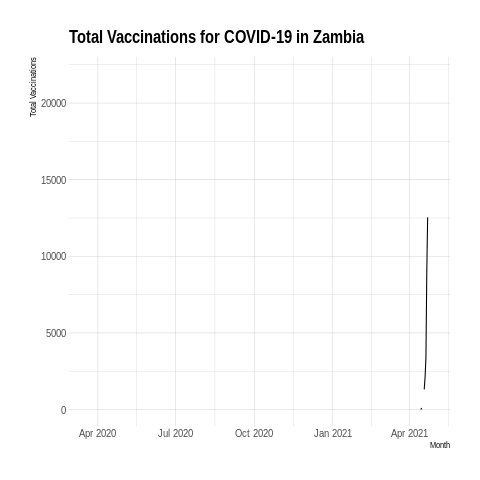 Total Vaccinations for COVID-19 in Zambia
Total Vaccinations
20000
15000
10000
5000
0
Apr 2020 Jul 2020 Oct 2020 Jan 2021 Apr 2021
Month